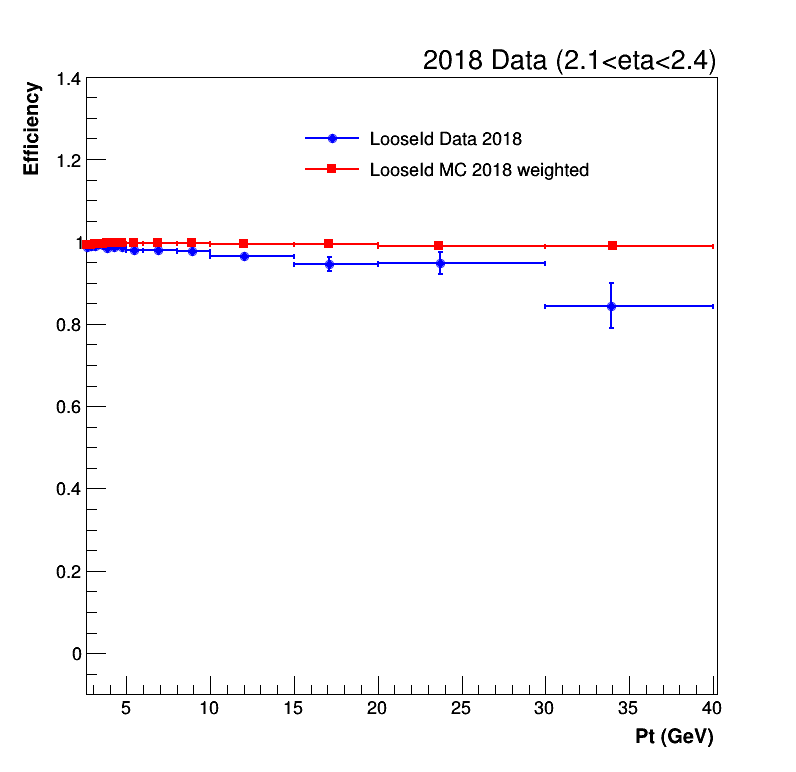 2018 Data (2.1<eta<2.4)
Efficiency
LooseId Data 2018
LooseId MC 2018 weighted
1.4
1.2
1
0.8
0.6
0.4
0.2
0
5 10 15 20 25 30 35 40
Pt (GeV)